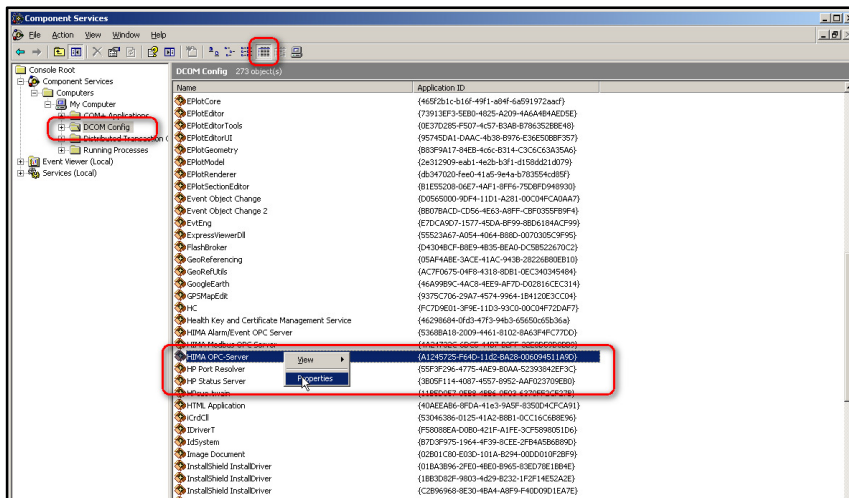 Component Services
File Action View Window Help
Console Root
Component Services
Computers
My Computer
COM+ Applications
DCOM Config
Distributed Transaction C
Running Processes
Event Viewer (Local)
Services (Local)
DCOM Config 273 object(s)
Name Application ID
EPlotCore {465f2b1c-b16f-49f1-a84f-6a591972aacf}
EPlotEditor {73913EF3-5EB0-4825-A209-4A6A4B4AED5E}
EPlotEditorTools {0E37D285-F507-4c57-B3AB-B786352BBE48}
EPlotEditorUI {95745DA1-DAAC-4b38-B976-E36E50BBF357}
EPlotGeometry {B83F9A17-84EB-4c6c-B314-C3C6C63A35A6}
EPlotModel {2e312909-eab1-4e2b-b3f1-d158dd21d079}
EPlotRenderer {db347020-fee0-41a5-9e4a-b783554cd85f}
EPlotSectionEditor {B1E55208-06E7-4AF1-8FF6-75DBFD948930}
Event Object Change {D0565000-9DF4-11D1-A281-00C04FCA0AA7}
Event Object Change 2 {BB07BACD-CD56-4E63-A8FF-CBF0355FB9F4}
EvtEng {E7DCA9D7-1577-45DA-BF99-8BD6184ACF99}
ExpressViewerDll {55523A67-A054-4064-B88D-0070305C9F95}
FlashBroker {D4304BCF-B8E9-4B35-BEA0-DC5B522670C2}
GeoReferencing {05AF4ABE-3ACE-41AC-943B-28226B80EB10}
GeoRefUtils {AC7F0675-04F8-4318-8DB1-0EC340345484}
GoogleEarth {46A99B9C-4AC8-4EE9-AF7D-D02816CEC314}
GPSMapEdit {9375C706-29A7-4574-9964-1B4120E3CC04}
HC {FC7D9E01-3F9E-11D3-93C0-00C04F72DAF7}
Health Key and Certificate Management Service {46298684-0fd3-47f3-94b3-65650c65b36a}
HIMA Alarm/Event OPC Server {5368BA18-2009-4461-8102-8A63F4FC77DD}
HIMA Modbus OPC Server
HIMA OPC-Server {A1245725-F64D-11d2-BA28-006094511A9D}
View
HP Port Resolver {55F3F296-4775-4AE9-B0AA-52393842EF3C}
Properties
HP Status Server {3B05F114-4087-4557-8952-AAF023709EB0}
HTML Application {40AEEAB6-8FDA-41e3-9A5F-8350D4CFCA91}
iCrdCll {53046386-0125-41A2-B8B1-0CC16C6B8E96}
IDriverT {F58088EA-D0B0-421F-A1FE-3CF5898051D6}
IdSystem {B7D3F975-1964-4F39-8CEE-2FB4A5B6B89D}
Image Document {02B01C80-E03D-101A-B294-00DD010F2BF9}
InstallShield InstallDriver {01BA3B96-2FE0-4BE0-B965-83ED78E1BB4E}
InstallShield InstallDriver {1BB3D82F-9803-4d29-B232-1F2F14E52A2E}
InstallShield InstallDriver {C2B96968-8E30-4BA4-A8F9-F40D09D1EA7E}